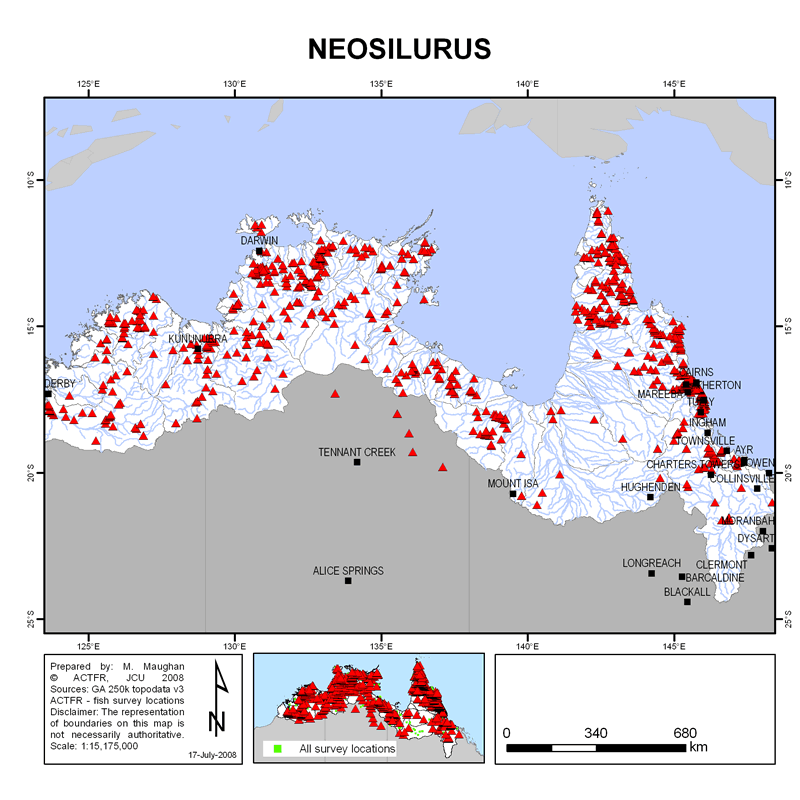 NEOSILURUS
125°E 130°E 135°E 140°E 145°E
10°S 10°S
DARWIN
15°S 15°S
KUNUNURRA
CAIRNS
DERBY ATHERTON
MAREEBA
TULLY
INGHAM
TOWNSVILLE
AYR
TENNANT CREEK
CHARTERS TOWERS BOWEN
20°S 20°S
COLLINSVILLE
MOUNT ISA
HUGHENDEN
MORANBAH
DYSART
LONGREACH CLERMONT
ALICE SPRINGS
BARCALDINE
BLACKALL
25°S 25°S
125°E 130°E 135°E 140°E 145°E
Prepared by: M. Maughan
© ACTFR, JCU 2008
Sources: GA 250k topodata v3
ACTFR - fish survey locations
Disclaimer: The representation
of boundaries on this map is
not necessarily authoritative.
Scale: 1:15,175,000
17-July-2008
N
All survey locations
0 340 680
km